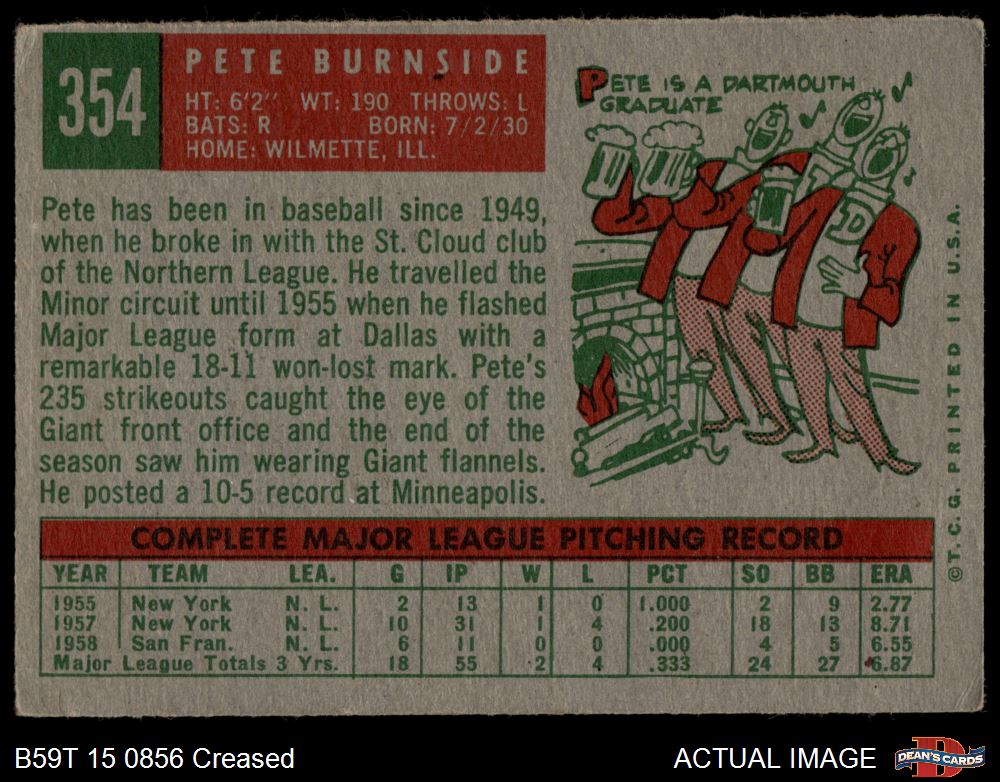 354
PETE BURNSIDE
HT: 6'2" WT: 190 THROWS: L
BATS: R BORN: 7/2/30
HOME: WILMETTE, ILL.
Pete has been in baseball since 1949,
when he broke in with the St. Cloud club
of the Northern League. He travelled the
Minor circuit until 1955 when he flashed
Major League form at Dallas with a
remarkable 18-11 won-lost mark. Pete's
235 strikeouts caught the eye of the
Giant front office and the end of the
season saw him wearing Giant flannels.
He posted a 10-5 record at Minneapolis.
PETE IS A DARTMOUTH
GRADUATE
D
©T. C. G. PRINTED IN U.S.A.
COMPLETE MAJOR LEAGUE PITCHING RECORD
YEAR TEAM LEA. G IP W L PCT SO BB ERA
1955 New York N. L. 2 13 1 0 1.000 2 9 2.77
1957 New York N. L. 10 31 1 4 .200 18 13 8.71
1958 San Fran. N. L. 6 11 0 0 .000 4 5 6.55
Major League Totals 3 Yrs. 18 55 2 4 .333 24 27 6.87
B59T 15 0856 Creased
ACTUAL IMAGE
DEAN'S CARDS